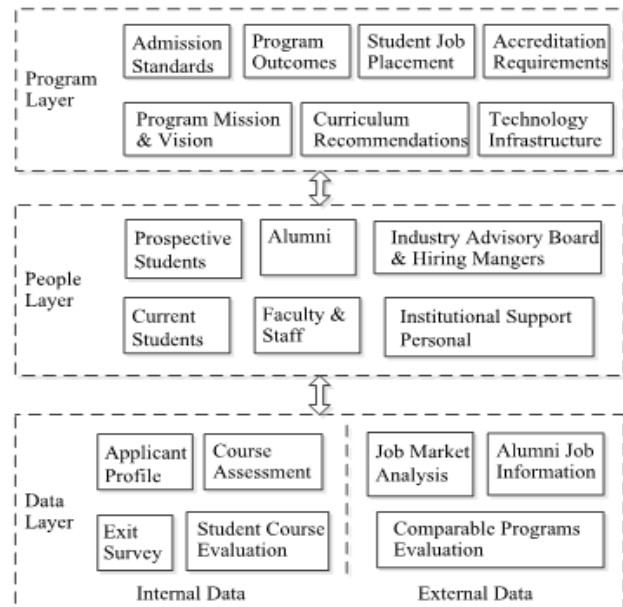 Program
Layer
Admission
Standards
Program
Outcomes
Student Job
Placement
Accreditation
Requirements
Program Mission
& Vision
Curriculum
Recommendations
Technology
Infrastructure
People
Layer
Prospective
Students
Alumni
Industry Advisory Board
& Hiring Mangers
Current
Students
Faculty &
Staff
Institutional Support
Personal
Data
Layer
Applicant
Profile
Course
Assessment
Job Market
Analysis
Alumni Job
Information
Exit
Survey
Student Course
Evaluation
Comparable Programs
Evaluation
Internal Data
External Data